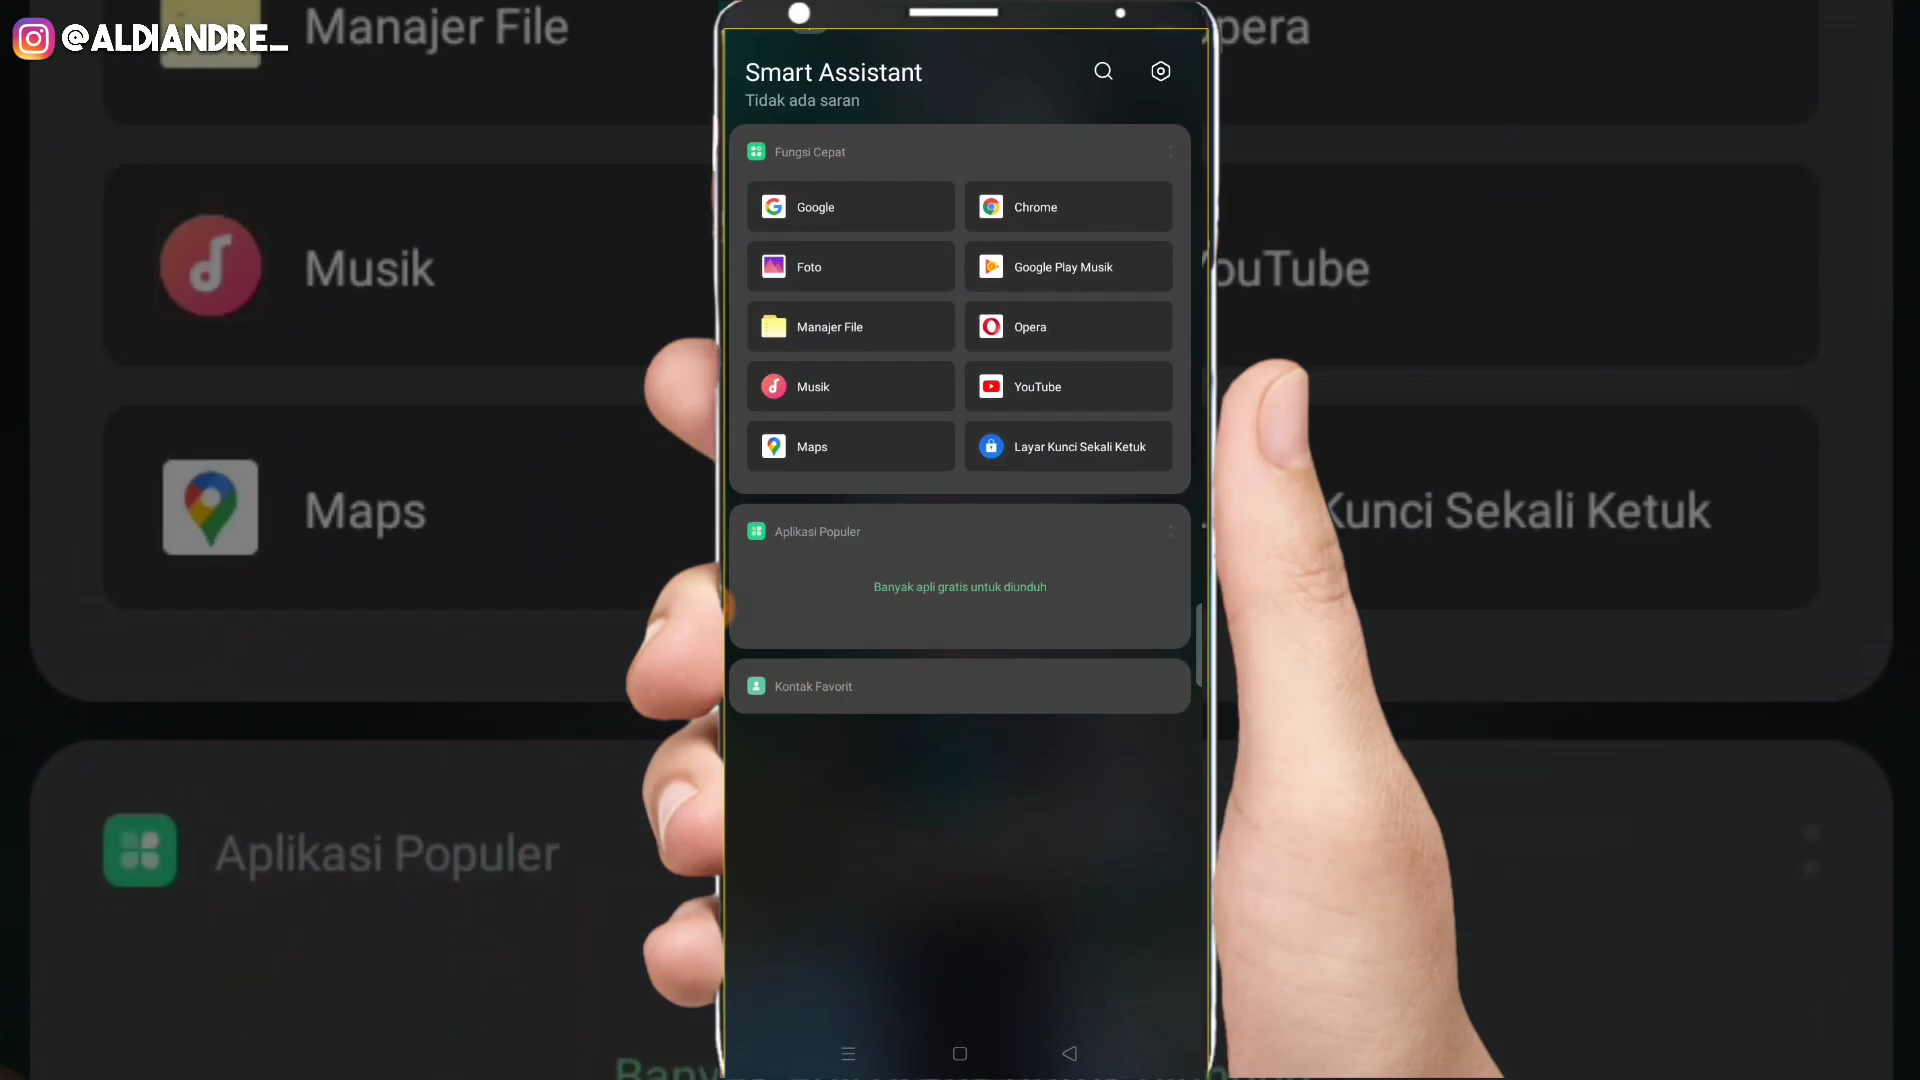 @ALDIANDRE_
Manajer File
Opera
Musik
YouTube
Maps
Kunci Sekali Ketuk
Aplikasi Populer
Smart Assistant
Tidak ada saran
Fungsi Cepat
Google
Chrome
Foto
Google Play Musik
Manajer File
Opera
Musik
YouTube
Maps
Layar Kunci Sekali Ketuk
Aplikasi Populer
Banyak apli gratis untuk diunduh
Kontak Favorit